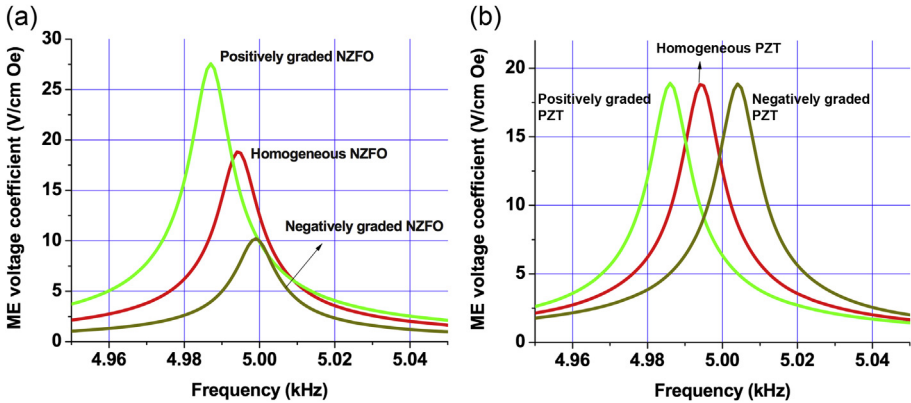 (a)
ME voltage coefficient (V/cm Oe)
30
25
20
15
10
5
0
Positively graded NZFO
Homogeneous NZFO
Negatively graded NZFO
4.96 4.98 5.00 5.02 5.04
Frequency (kHz)
(b)
ME voltage coefficient (V/cm Oe)
20
15
10
5
0
Homogeneous PZT
Positively graded
PZT
Negatively graded
PZT
4.96 4.98 5.00 5.02 5.04
Frequency (kHz)